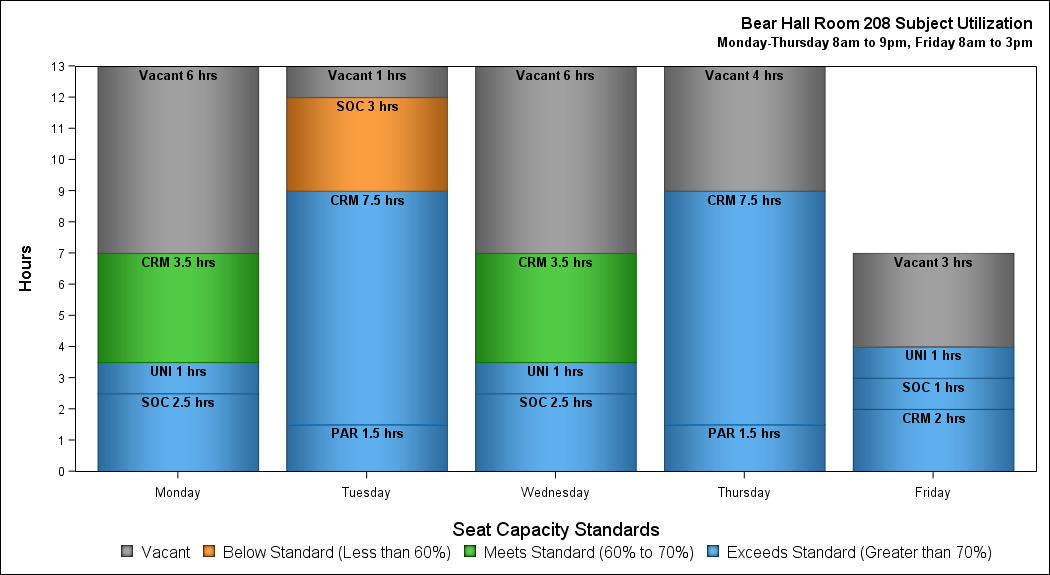 Bear Hall Room 208 Subject Utilization
Monday-Thursday 8am to 9pm, Friday 8am to 3pm
Hours
13
12
11
10
9
8
7
6
5
4
3
2
1
0
Vacant 6 hrs
CRM 3.5 hrs
UNI 1 hrs
SOC 2.5 hrs
Vacant 1 hrs
SOC 3 hrs
CRM 7.5 hrs
PAR 1.5 hrs
Vacant 6 hrs
CRM 3.5 hrs
UNI 1 hrs
SOC 2.5 hrs
Vacant 4 hrs
CRM 7.5 hrs
PAR 1.5 hrs
Vacant 3 hrs
UNI 1 hrs
SOC 1 hrs
CRM 2 hrs
Monday Tuesday Wednesday Thursday Friday
Seat Capacity Standards
Vacant Below Standard (Less than 60%) Meets Standard (60% to 70%) Exceeds Standard (Greater than 70%)